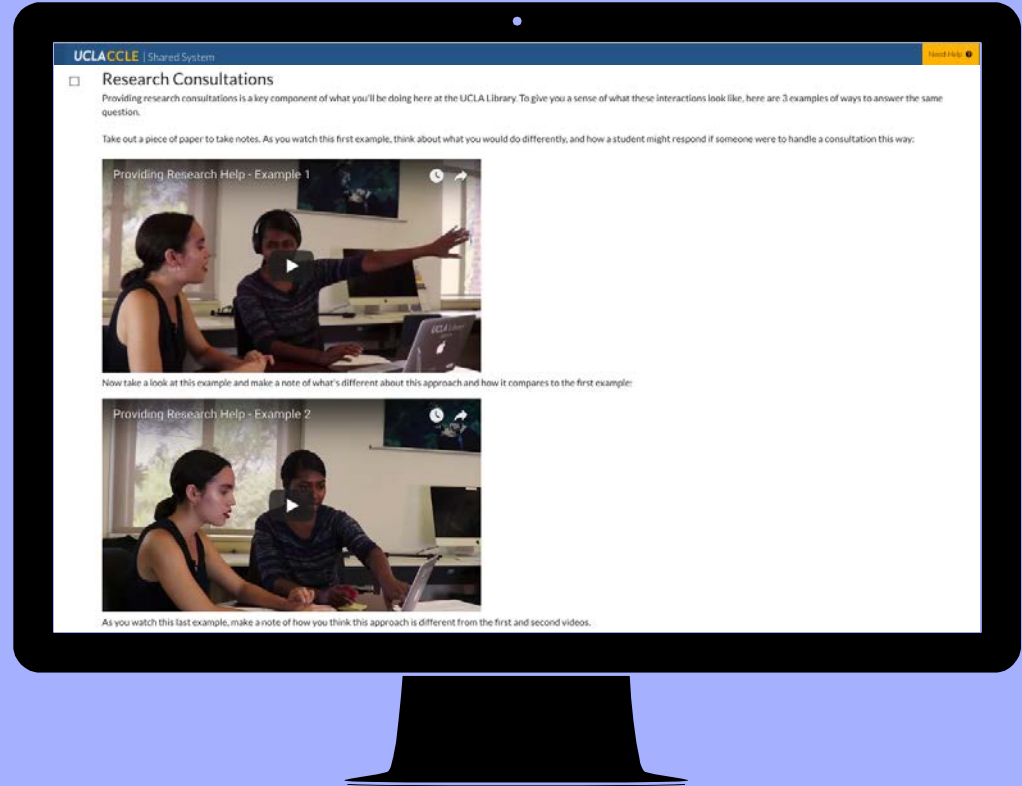 UCLA CCLE | Shared System
Need Help
Research Consultations
Providing research consultations is a key component of what you'll be doing here at the UCLA Library. To give you a sense of what these interactions look like, here are 3 examples of ways to answer the same
question.
Take out a piece of paper to take notes. As you watch this first example, think about what you would do differently, and how a student might respond if someone were to handle a consultation this way:
Providing Research Help - Example 1
UCLA Library
Now take a look at this example and make a note of what's different about this approach and how it compares to the first example:
Providing Research Help - Example 2
As you watch this last example, make a note of how you think this approach is different from the first and second videos.